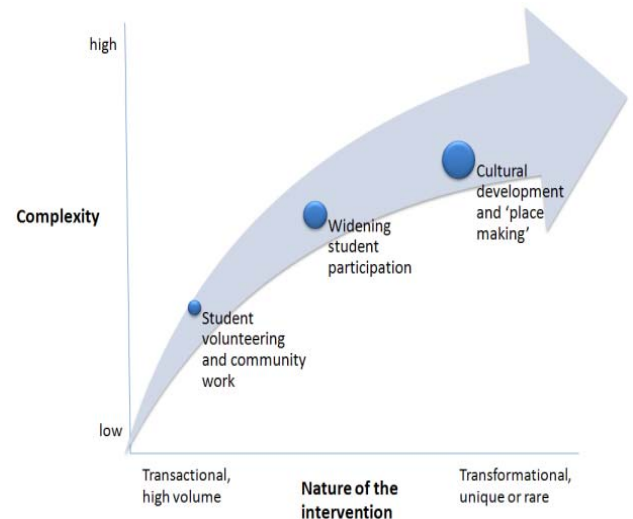 high
Complexity
low
Student
volunteering
and community
work
Widening
student
participation
Cultural
development
and ‘place
making’
Transactional,
high volume
Nature of the
intervention
Transformational,
unique or rare